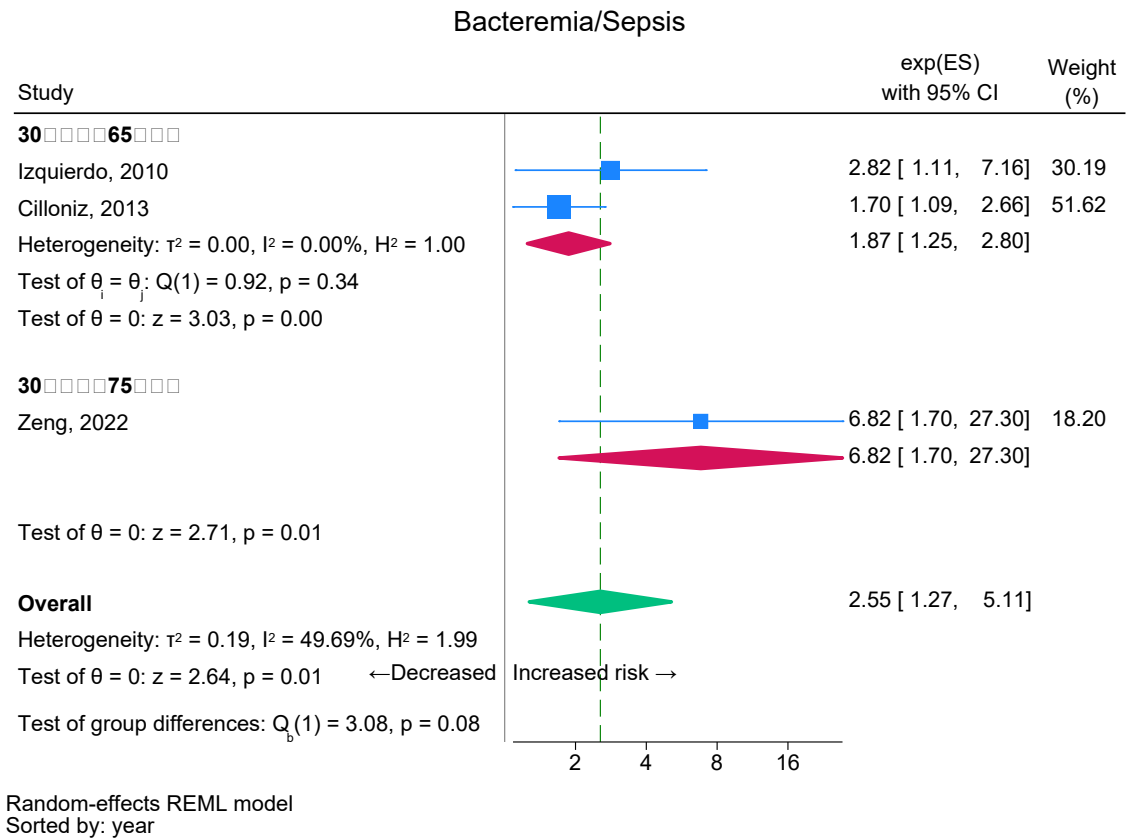 Bacteremia/Sepsis
exp(ES) Weight
Study with 95% CI (%)
30□□□□65□□□
Izquierdo, 2010 2.82 [ 1.11, 7.16] 30.19
Cilloniz, 2013 1.70 [ 1.09, 2.66] 51.62
Heterogeneity: τ² = 0.00, I² = 0.00%, H² = 1.00 1.87 [ 1.25, 2.80]
Test of θᵢ = θⱼ: Q(1) = 0.92, p = 0.34
Test of θ = 0: z = 3.03, p = 0.00
30□□□□75□□□
Zeng, 2022 6.82 [ 1.70, 27.30] 18.20
6.82 [ 1.70, 27.30]
Test of θ = 0: z = 2.71, p = 0.01
Overall 2.55 [ 1.27, 5.11]
Heterogeneity: τ² = 0.19, I² = 49.69%, H² = 1.99
Test of θ = 0: z = 2.64, p = 0.01 ←Decreased Increased risk →
Test of group differences: Q_b(1) = 3.08, p = 0.08
2 4 8 16
Random-effects REML model
Sorted by: year